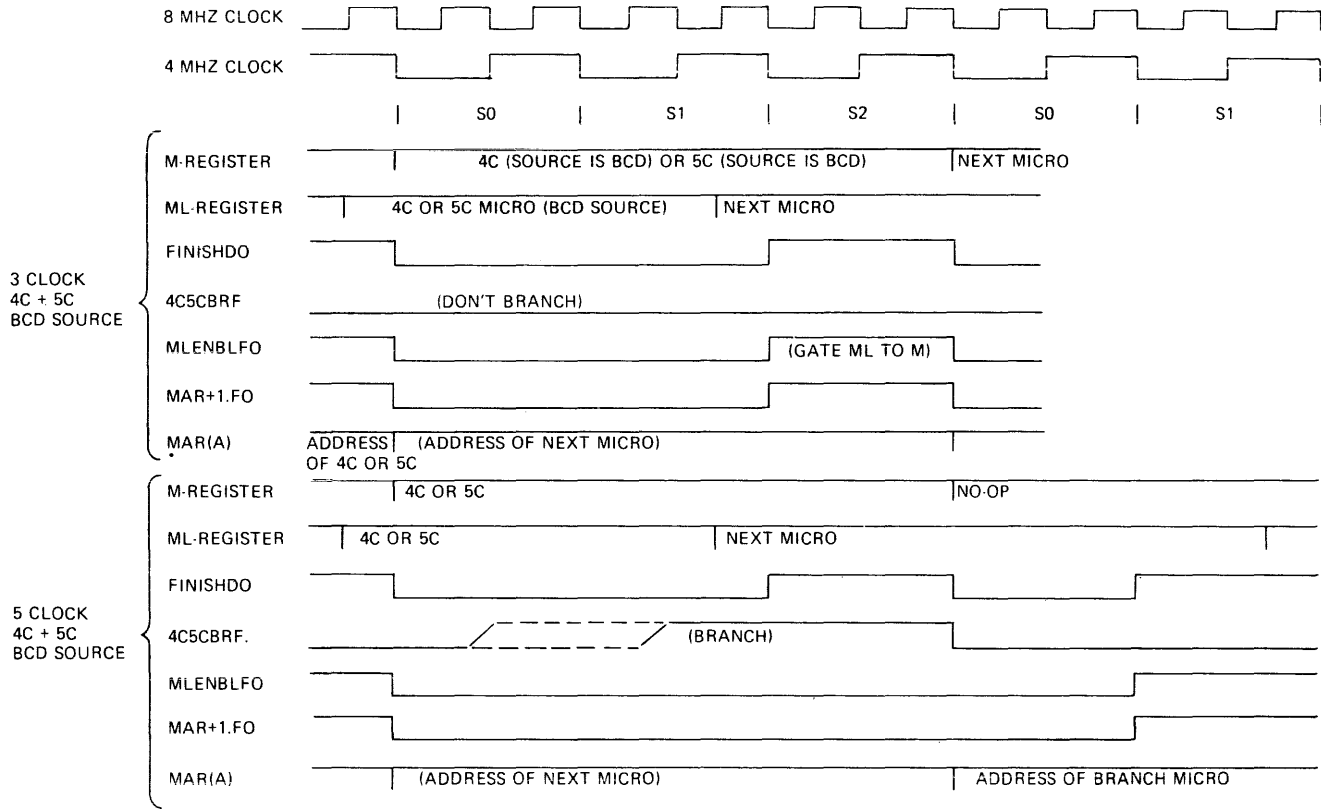 8 MHZ CLOCK
4 MHZ CLOCK
S0 S1 S2 S0 S1
3 CLOCK
4C + 5C
BCD SOURCE
M-REGISTER 4C (SOURCE IS BCD) OR 5C (SOURCE IS BCD) NEXT MICRO
ML-REGISTER 4C OR 5C MICRO (BCD SOURCE) NEXT MICRO
FINISHDO
4C5CBRF (DON'T BRANCH)
MLENBLFO (GATE ML TO M)
MAR+1.FO
MAR(A) ADDRESS (ADDRESS OF NEXT MICRO)
OF 4C OR 5C
5 CLOCK
4C + 5C
BCD SOURCE
M-REGISTER 4C OR 5C NO-OP
ML-REGISTER 4C OR 5C NEXT MICRO
FINISHDO
4C5CBRF. (BRANCH)
MLENBLFO
MAR+1.FO
MAR(A) (ADDRESS OF NEXT MICRO) ADDRESS OF BRANCH MICRO